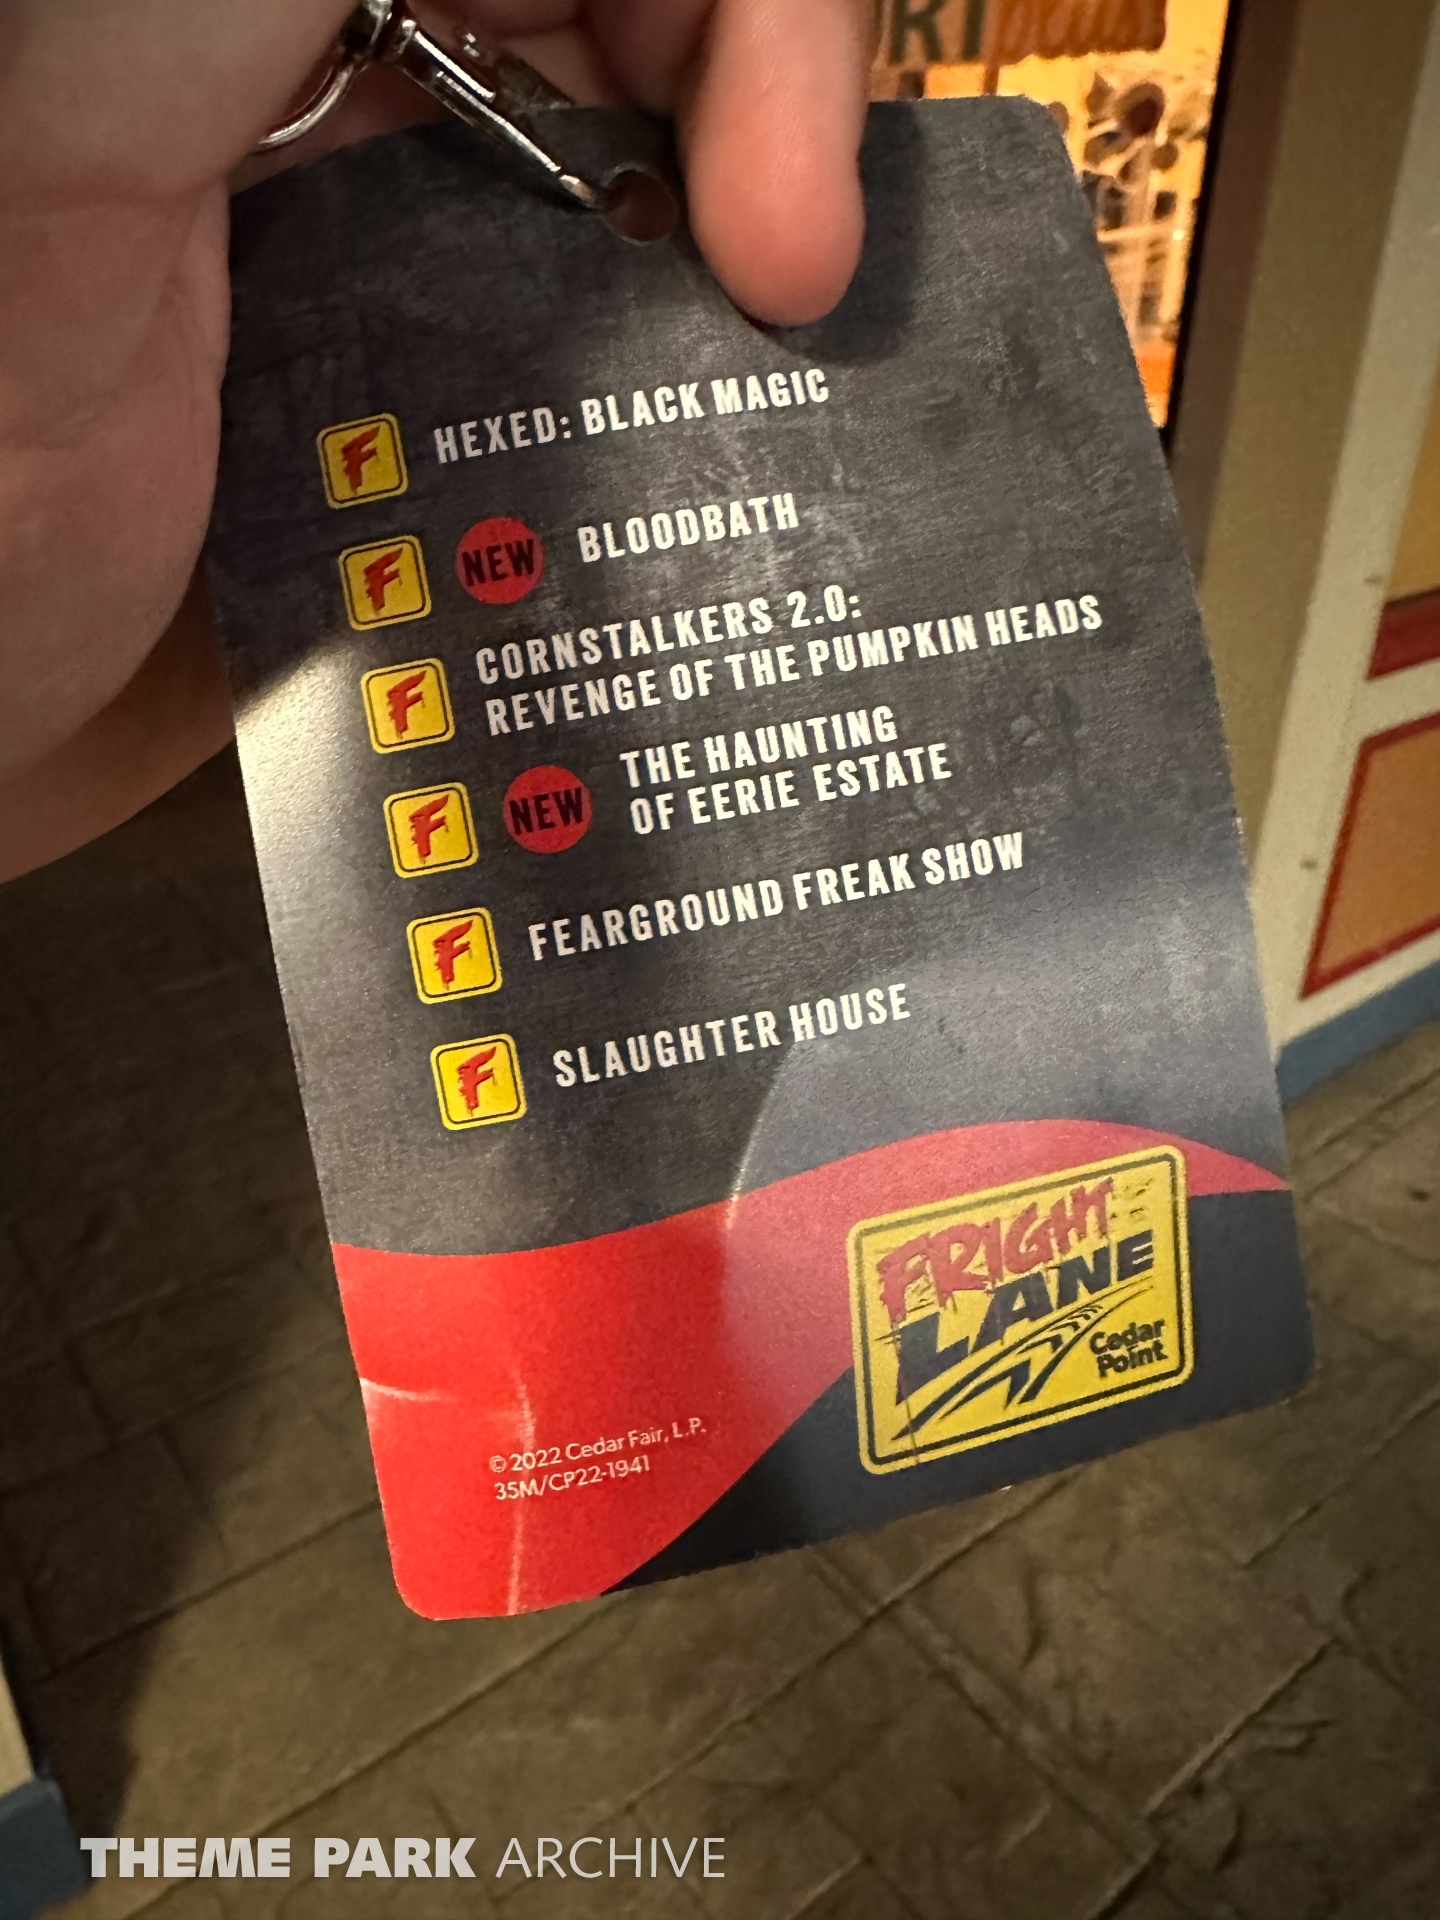 HEXED: BLACK MAGIC
NEW BLOODBATH
CORNSTALKERS 2.0:
REVENGE OF THE PUMPKIN HEADS
NEW THE HAUNTING
OF EERIE ESTATE
F FEARGROUND FREAK SHOW
F SLAUGHTER HOUSE
FRIGHT
LANE
Cedar
Point
© 2022 Cedar Fair, L.P.
35M/CP22-1941
THEME PARK ARCHIVE